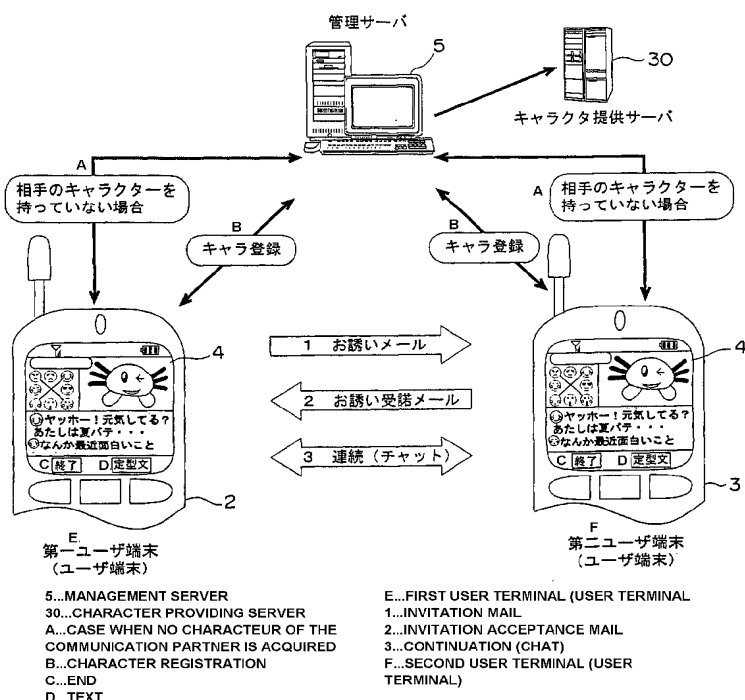 管理サーバ
5
30
キャラクタ提供サーバ
A
相手のキャラクターを
持っていない場合
A
相手のキャラクターを
持っていない場合
B
キャラ登録
B
キャラ登録
4
ヤッホー！元気してる？
あたしは夏バテ・・・
なんか最近面白いこと
C 終了 D 定型文
2
1 お誘いメール
2 お誘い受諾メール
3 連続（チャット）
4
ヤッホー！元気してる？
あたしは夏バテ・・・
なんか最近面白いこと
C 終了 D 定型文
3
E
第一ユーザ端末
（ユーザ端末）
F
第二ユーザ端末
（ユーザ端末）
5...MANAGEMENT SERVER
30...CHARACTER PROVIDING SERVER
A...CASE WHEN NO CHARACTEUR OF THE
COMMUNICATION PARTNER IS ACQUIRED
B...CHARACTER REGISTRATION
C...END
D...TEXT
E...FIRST USER TERMINAL (USER TERMINAL
1...INVITATION MAIL
2...INVITATION ACCEPTANCE MAIL
3...CONTINUATION (CHAT)
F...SECOND USER TERMINAL (USER
TERMINAL)